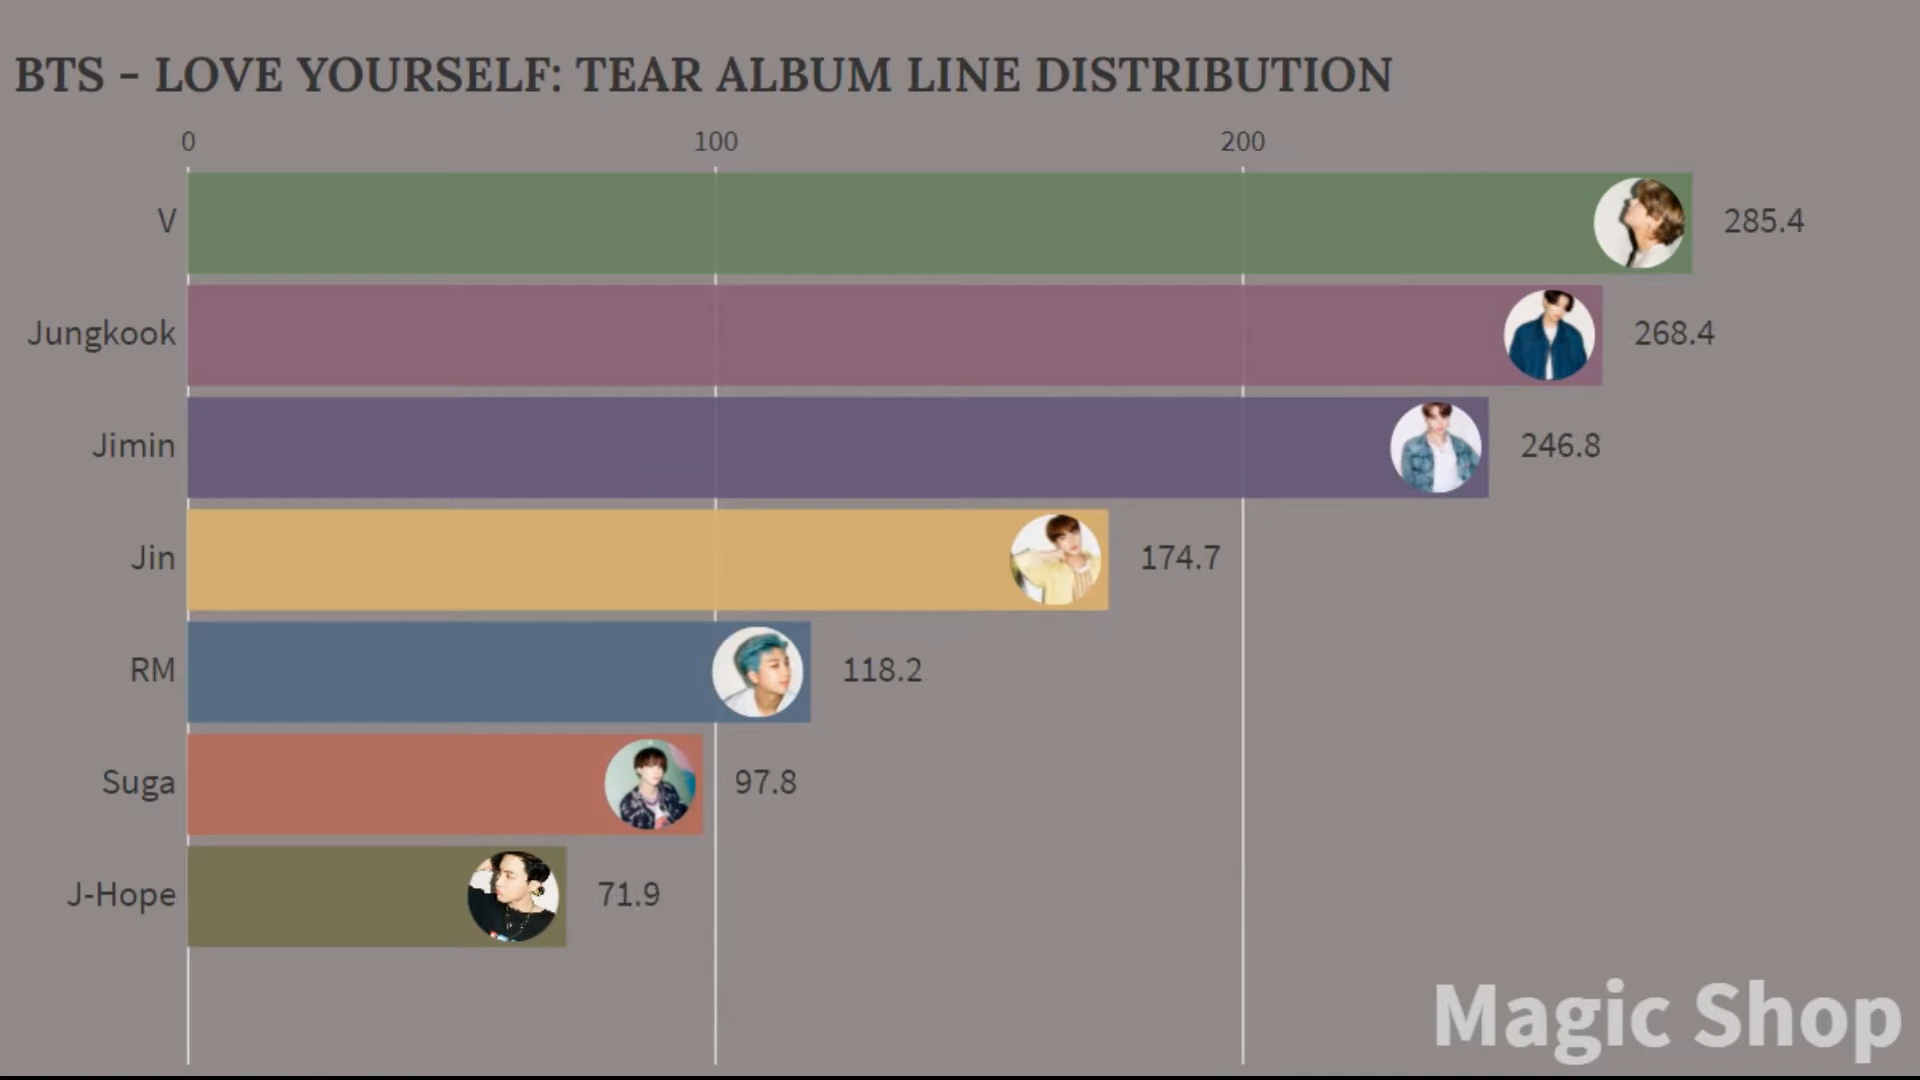 BTS - LOVE YOURSELF: TEAR ALBUM LINE DISTRIBUTION
0 100 200
V 285.4
Jungkook 268.4
Jimin 246.8
Jin 174.7
RM 118.2
Suga 97.8
J-Hope 71.9
Magic Shop